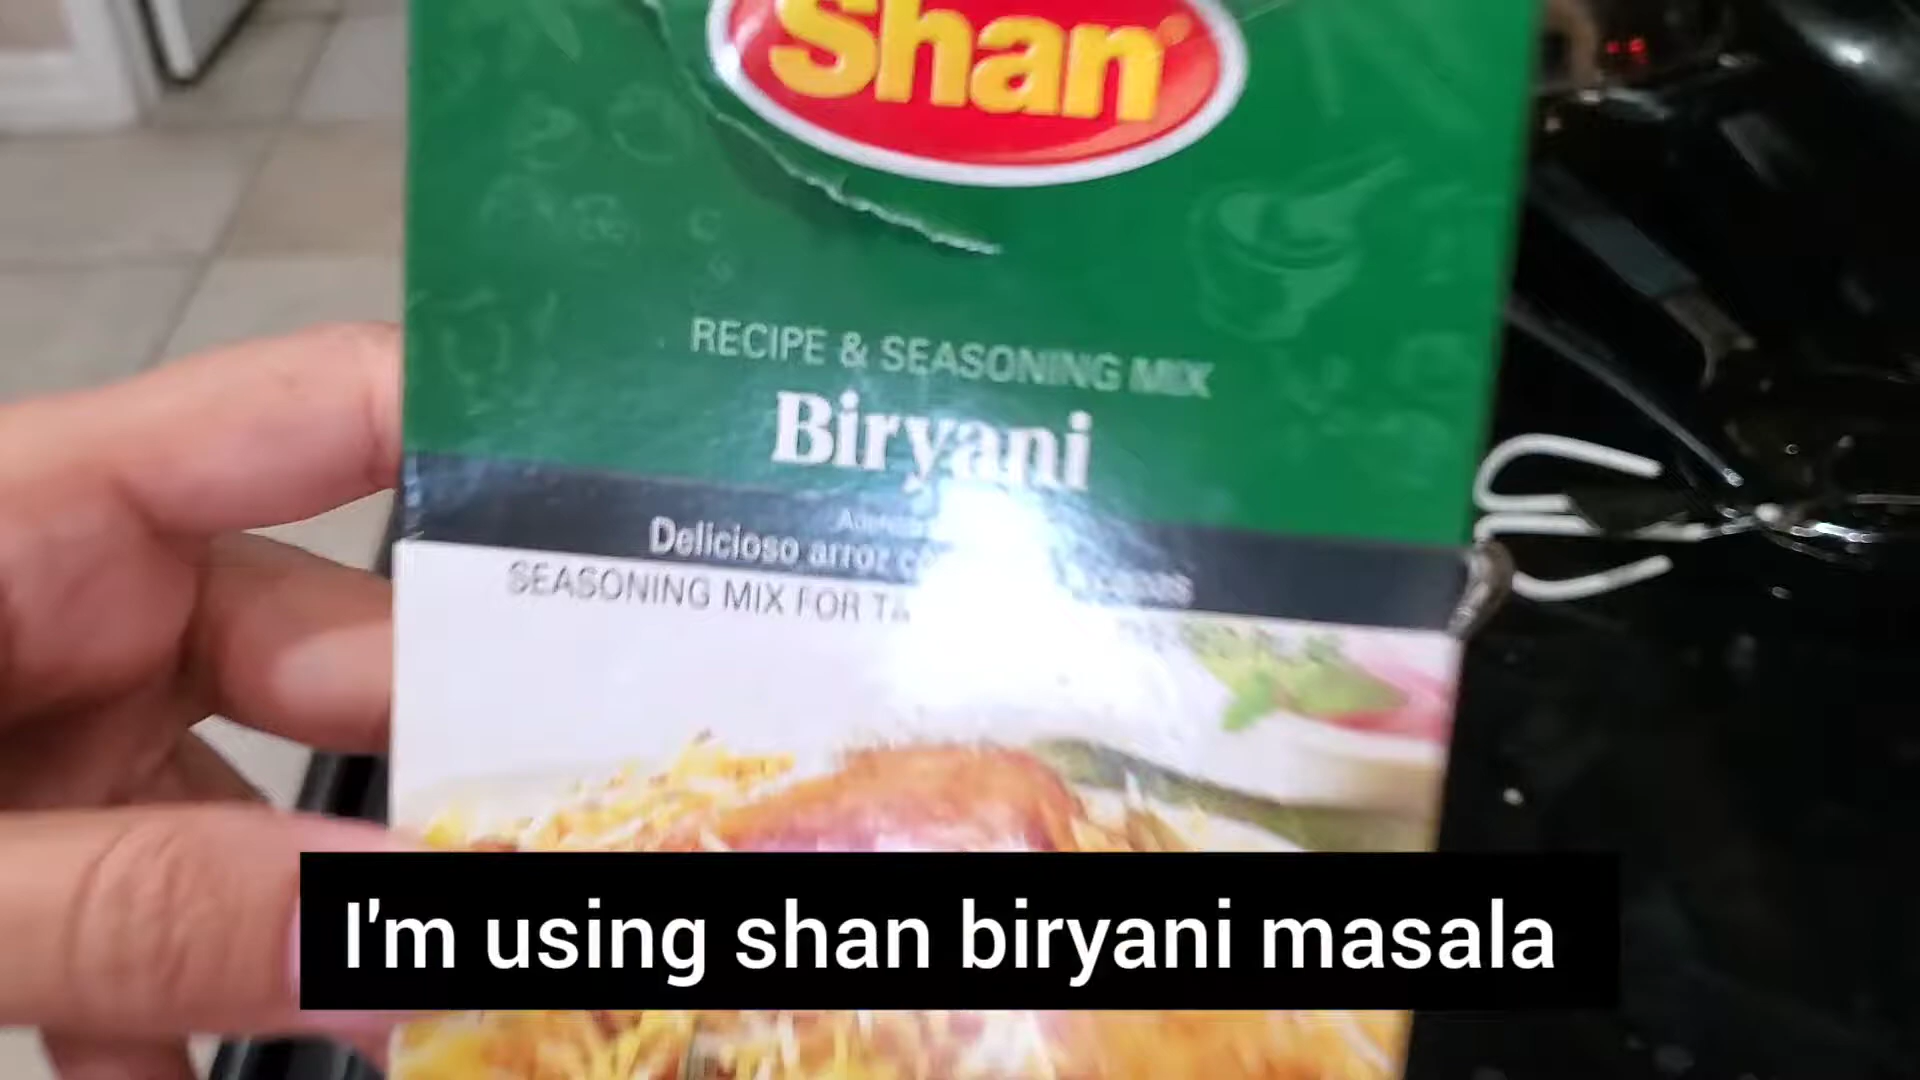 Shan
RECIPE & SEASONING MIX
Biryani
Delicioso arroz
SEASONING MIX FOR
I'm using shan biryani masala